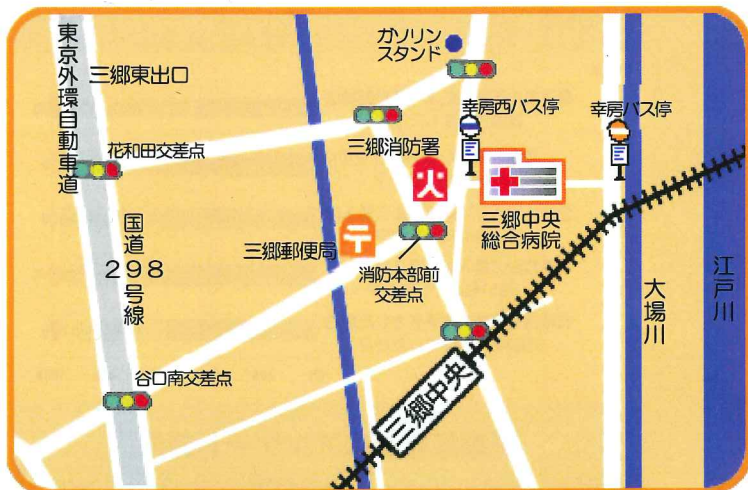 東京外環自動車道
三郷東出口
花和田交差点
国道
298
号線
谷口南交差点
ガソリン
スタンド
三郷消防署
火
三郷郵便局
消防本部前
交差点
幸房西バス停
幸房バス停
三郷中央
総合病院
三郷中央
大場川
江戸川